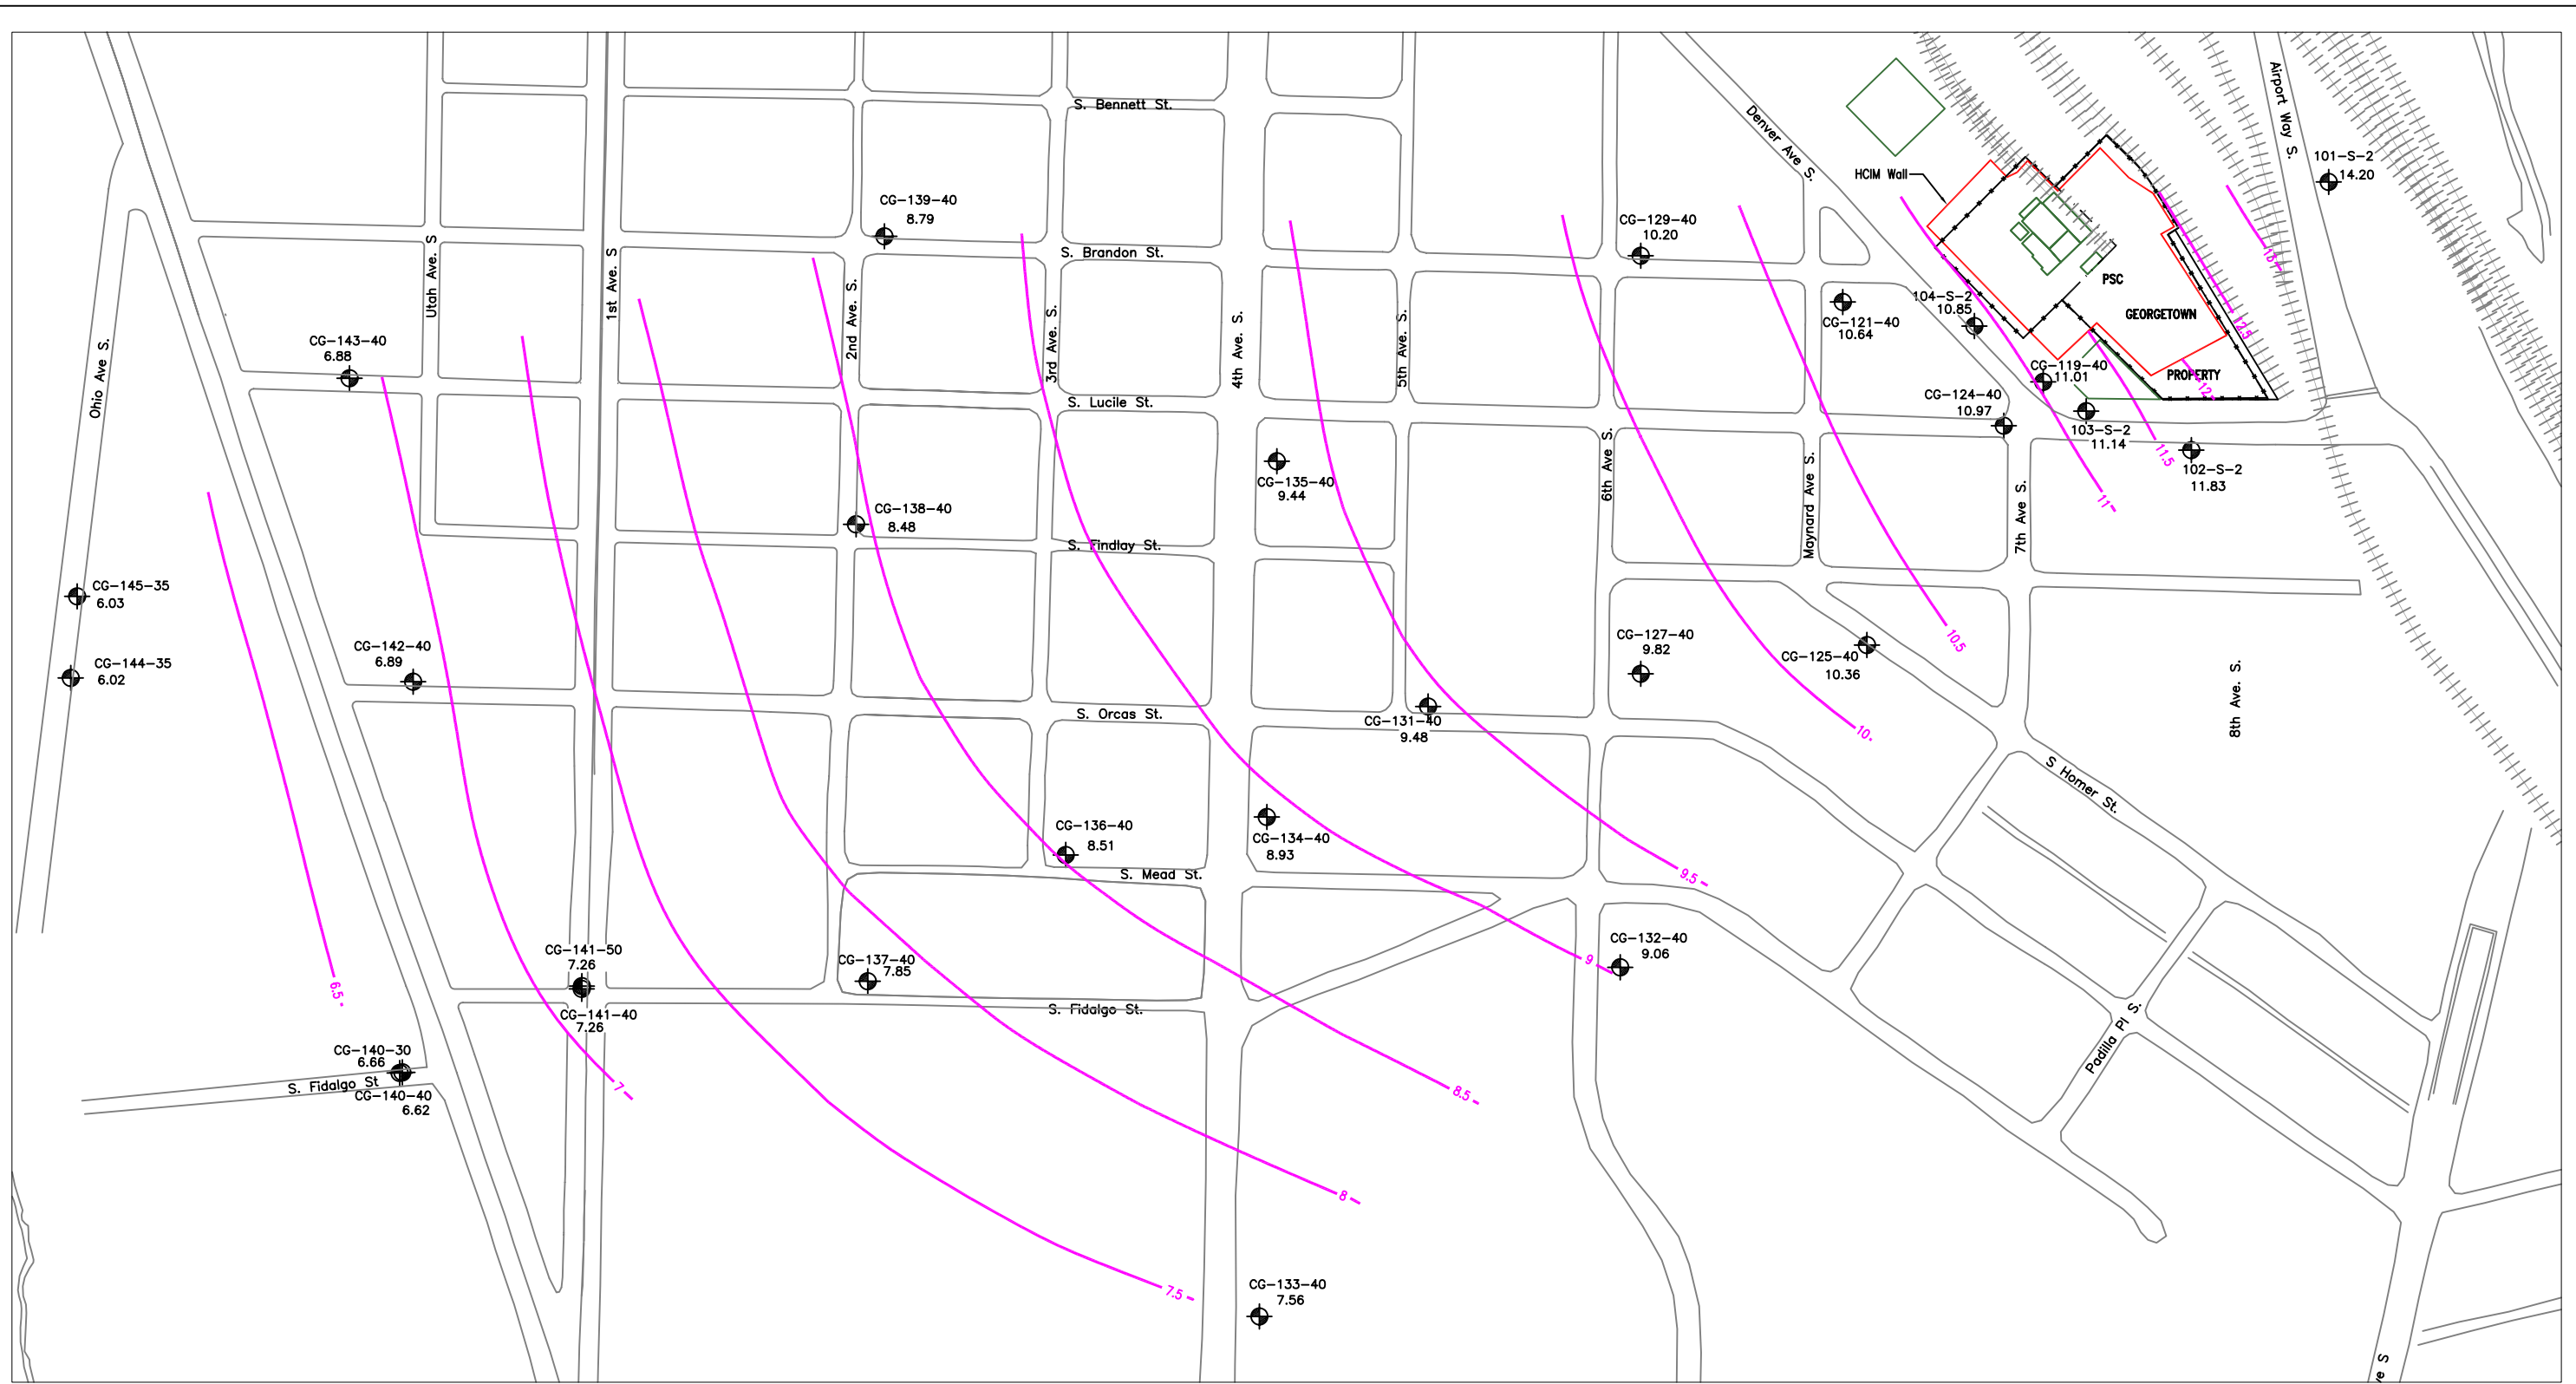 S. Bennett St.
Denver Ave S.
Airport Way S.
101-S-2
14.20
HCIM Wall
CG-139-40
8.79
CG-129-40
10.20
S. Brandon St.
Utah Ave. S
1st Ave. S
2nd Ave. S.
3rd Ave. S.
4th Ave. S.
5th Ave. S.
13
PSC
GEORGETOWN
PROPERTY
12.5
12
104-S-2
10.85
CG-121-40
10.64
CG-143-40
6.88
Ohio Ave S.
CG-119-40
11.01
CG-124-40
10.97
103-S-2
11.14
11.5
102-S-2
11.83
11
S. Lucile St.
6th Ave S.
Maynard Ave S.
7th Ave S.
CG-135-40
9.44
CG-138-40
8.48
S. Findlay St.
CG-145-35
6.03
CG-144-35
6.02
CG-142-40
6.89
CG-127-40
9.82
CG-125-40
10.36
10.5
8th Ave. S.
S. Orcas St.
CG-131-40
9.48
10
S Homer St.
CG-136-40
8.51
CG-134-40
8.93
S. Mead St.
9.5
CG-141-50
7.26
CG-137-40
7.85
CG-132-40
9.06
9
6.5
CG-141-40
7.26
S. Fidalgo St.
Padilla Pl S.
CG-140-30
6.66
S. Fidalgo St
CG-140-40
6.62
7
8.5
8
7.5
CG-133-40
7.56
ve S